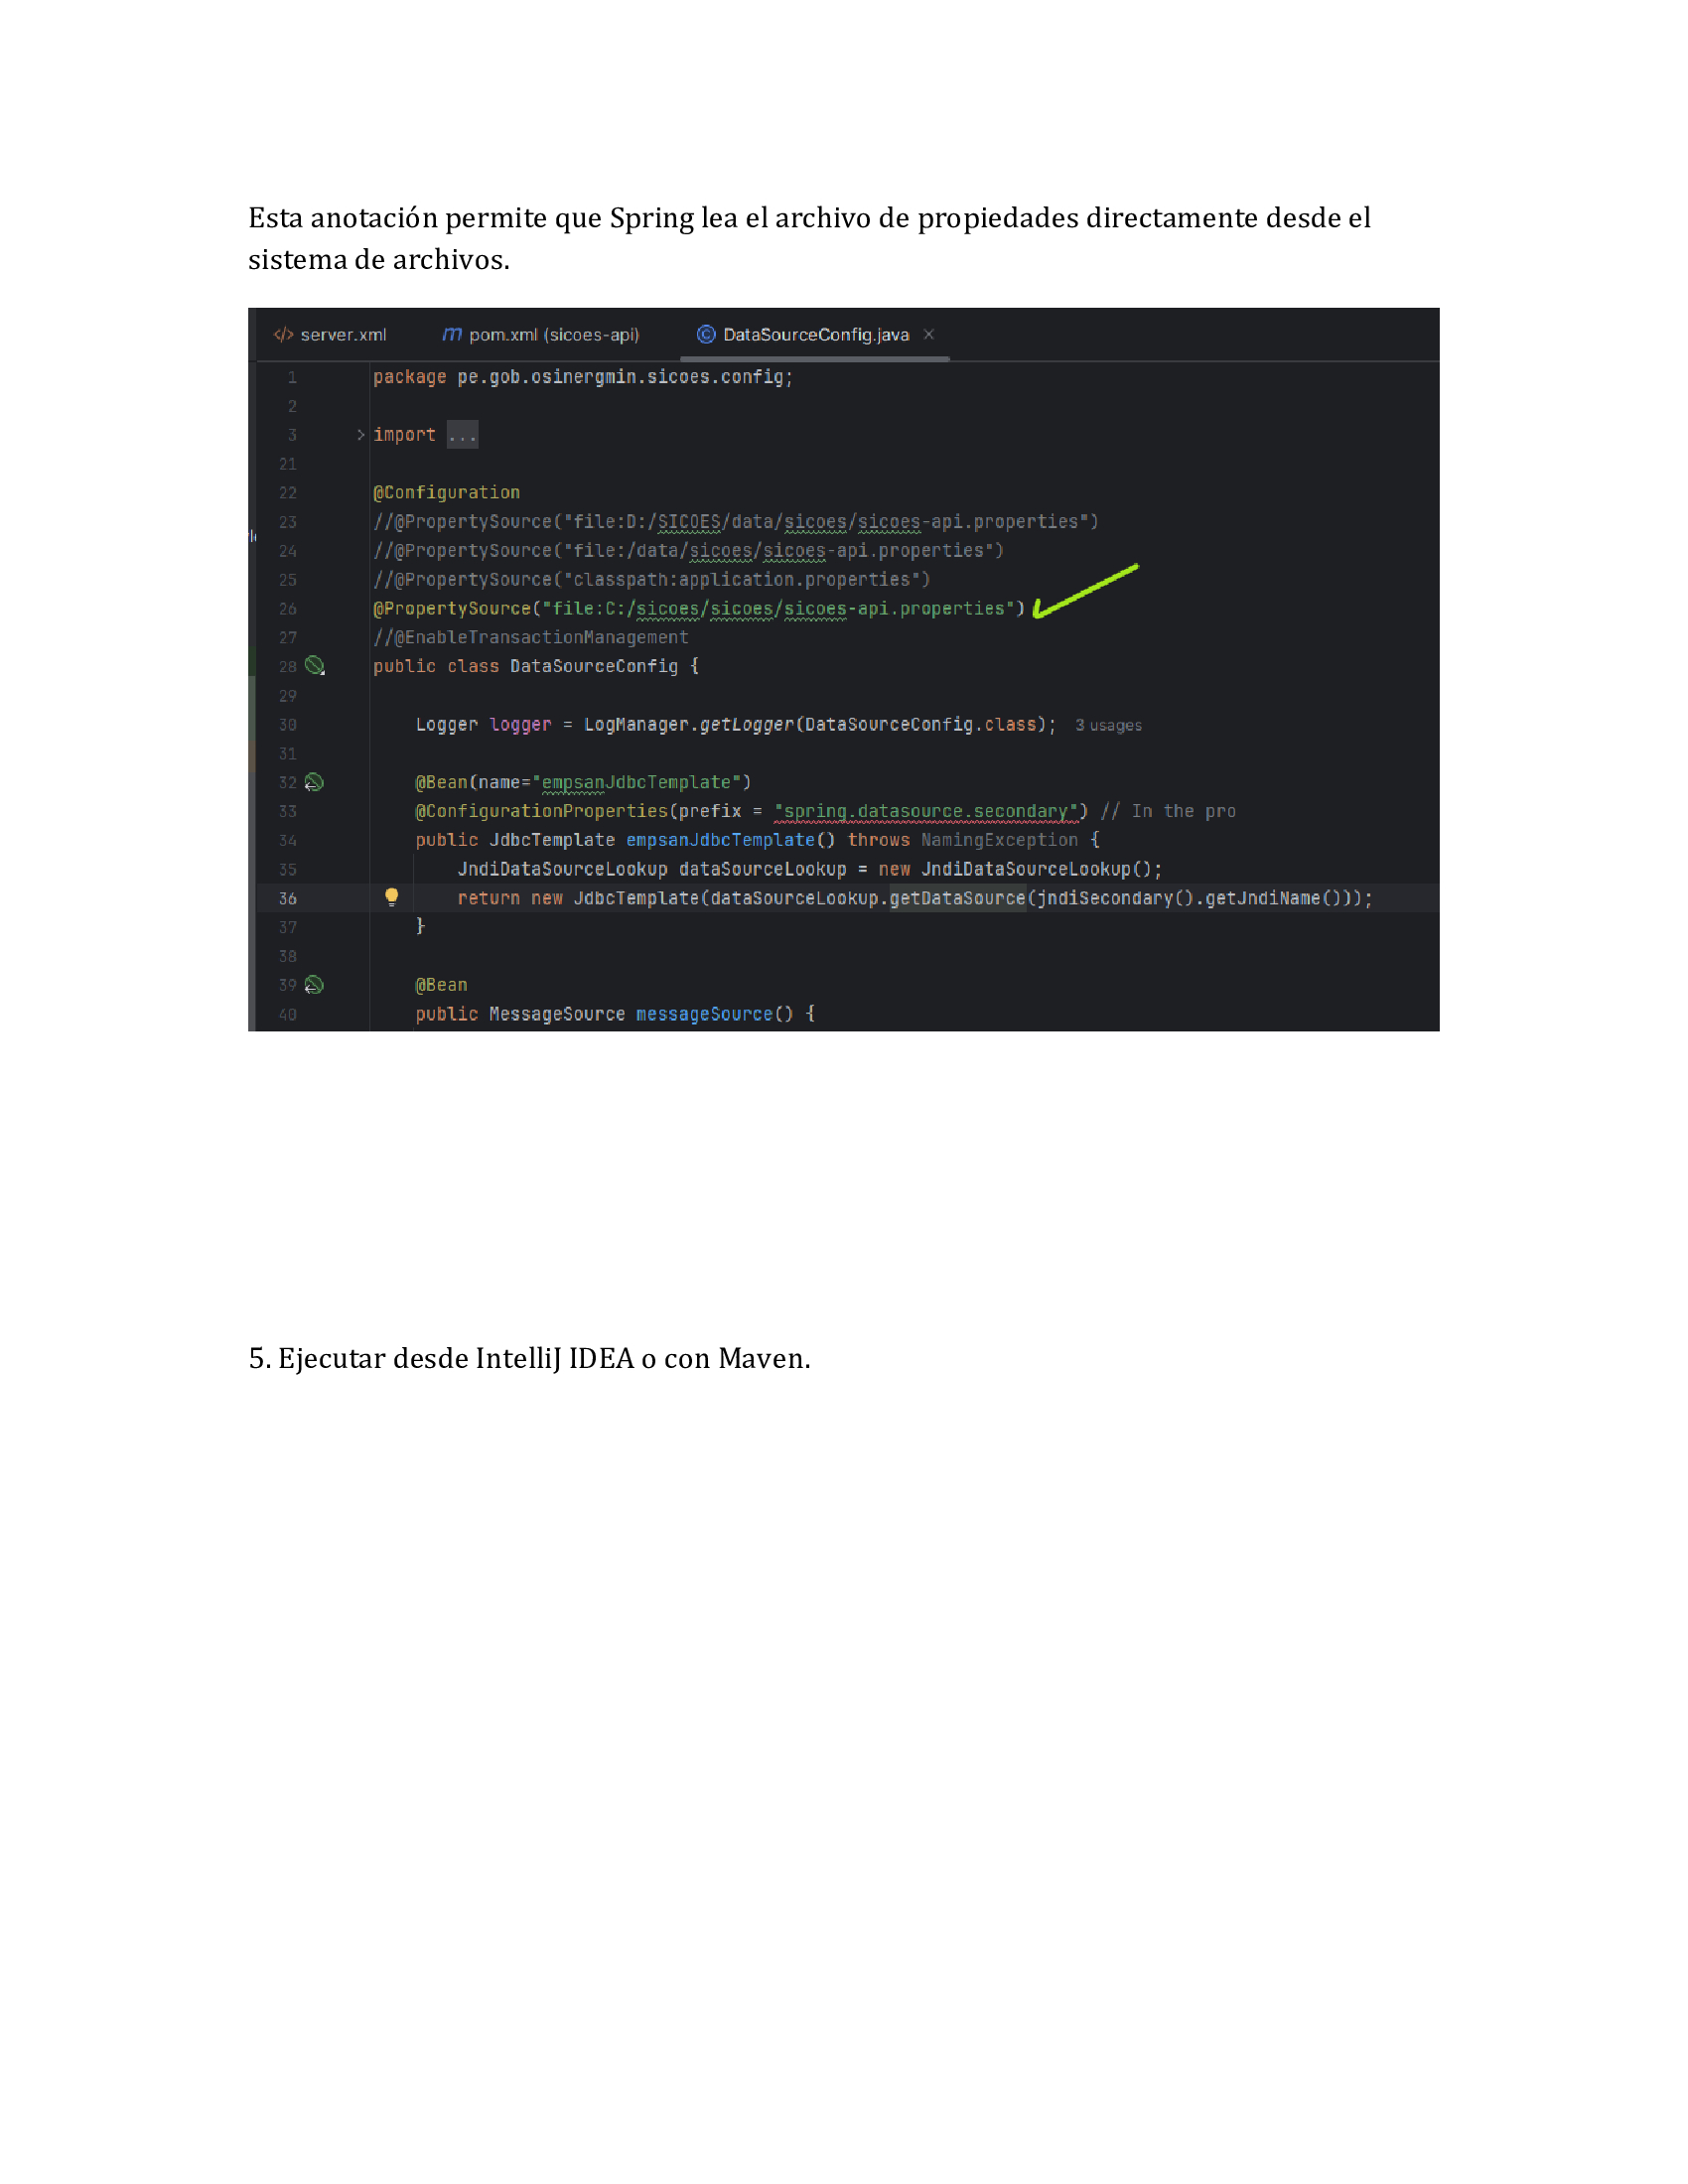 Esta anotación permite que Spring lea el archivo de propiedades directamente desde el
sistema de archivos.
server.xml pom.xml (sicoes-api) DataSourceConfig.java
1 package pe.gob.osinergmin.sicoes.config;
2
3 import ...
21
22 @Configuration
23 //@PropertySource("file:D:/SICOES/data/sicoes/sicoes-api.properties")
24 //@PropertySource("file:/data/sicoes/sicoes-api.properties")
25 //@PropertySource("classpath:application.properties")
26 @PropertySource("file:C:/sicoes/sicoes/sicoes-api.properties")
27 //@EnableTransactionManagement
28 public class DataSourceConfig {
29
30 Logger logger = LogManager.getLogger(DataSourceConfig.class); 3 usages
31
32 @Bean(name="empsanJdbcTemplate")
33 @ConfigurationProperties(prefix = "spring.datasource.secondary") // In the pro
34 public JdbcTemplate empsanJdbcTemplate() throws NamingException {
35 JndiDataSourceLookup dataSourceLookup = new JndiDataSourceLookup();
36 return new JdbcTemplate(dataSourceLookup.getDataSource(jndiSecondary().getJndiName()));
37 }
38
39 @Bean
40 public MessageSource messageSource() {
5. Ejecutar desde IntelliJ IDEA o con Maven.